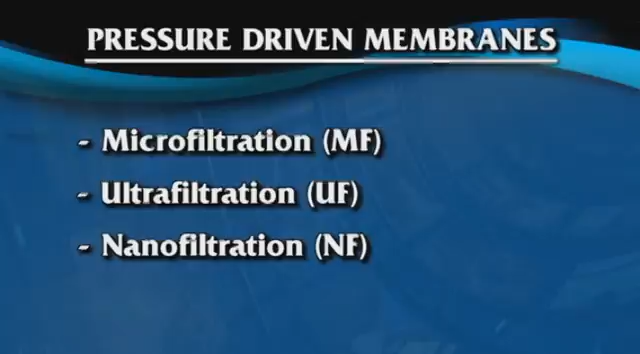 PRESSURE DRIVEN MEMBRANES
- Microfiltration (MF)
- Ultrafiltration (UF)
- Nanofiltration (NF)